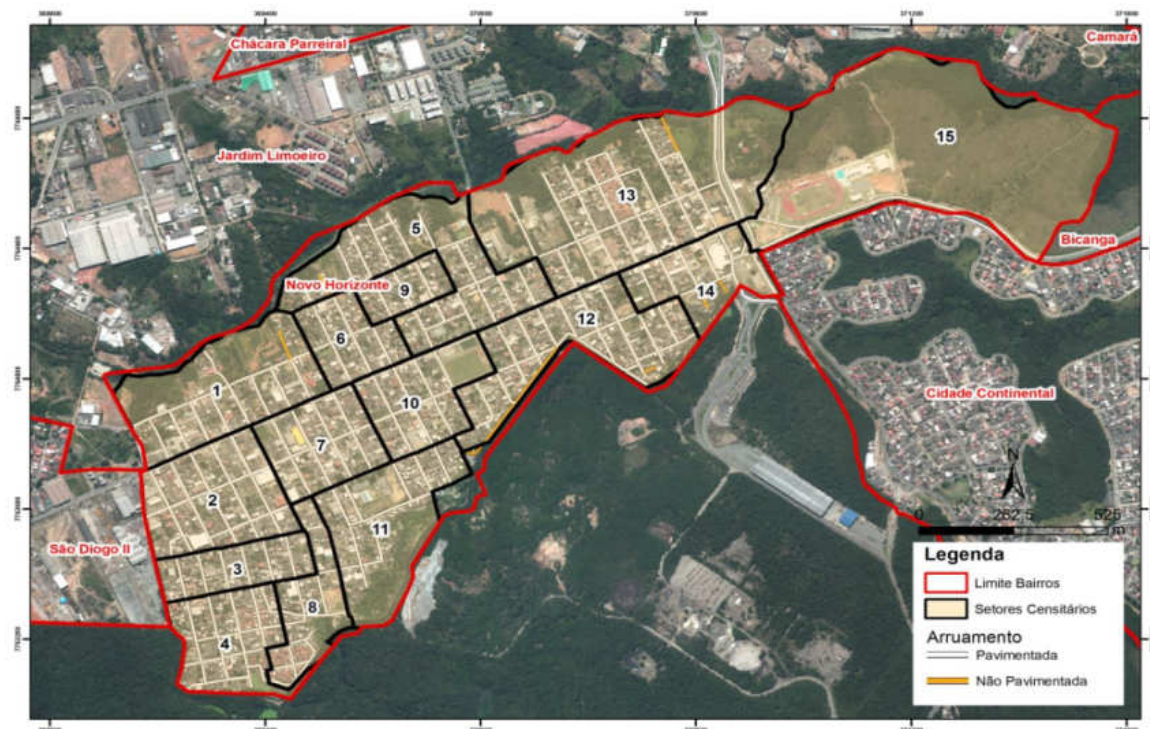 Chácara Parreiral
Camará
Jardim Limoeiro
15
13
5
Bicanga
9
Novo Horizonte
14
12
6
1
10
Cidade Continental
7
N
2
0 262,5 525
m
11
São Diogo II
3
8
4
Legenda
Limite Bairros
Setores Censitários
Arruamento
Pavimentada
Não Pavimentada